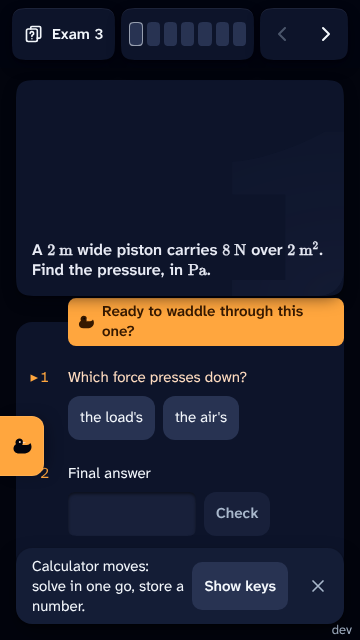 Exam 3
A 2 m wide piston carries 8 N over 2 m².
Find the pressure, in Pa.
Ready to waddle through this
one?
1 Which force presses down?
the load's the air's
2 Final answer
Check
Calculator moves:
solve in one go, store a
number.
Show keys
dev